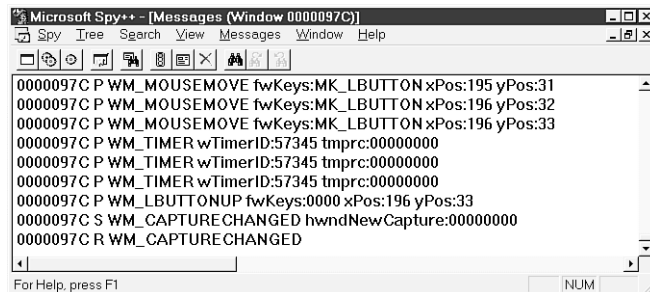 Microsoft Spy++ - [Messages (Window 0000097C)]
Spy Tree Search View Messages Window Help
0000097C P WM_MOUSEMOVE fwKeys:MK_LBUTTON xPos:195 yPos:31
0000097C P WM_MOUSEMOVE fwKeys:MK_LBUTTON xPos:196 yPos:32
0000097C P WM_MOUSEMOVE fwKeys:MK_LBUTTON xPos:196 yPos:33
0000097C P WM_TIMER wTimerID:57345 tmprc:00000000
0000097C P WM_TIMER wTimerID:57345 tmprc:00000000
0000097C P WM_TIMER wTimerID:57345 tmprc:00000000
0000097C P WM_LBUTTONUP fwKeys:0000 xPos:196 yPos:33
0000097C S WM_CAPTURECHANGED hwndNewCapture:00000000
0000097C R WM_CAPTURECHANGED
For Help, press F1 NUM